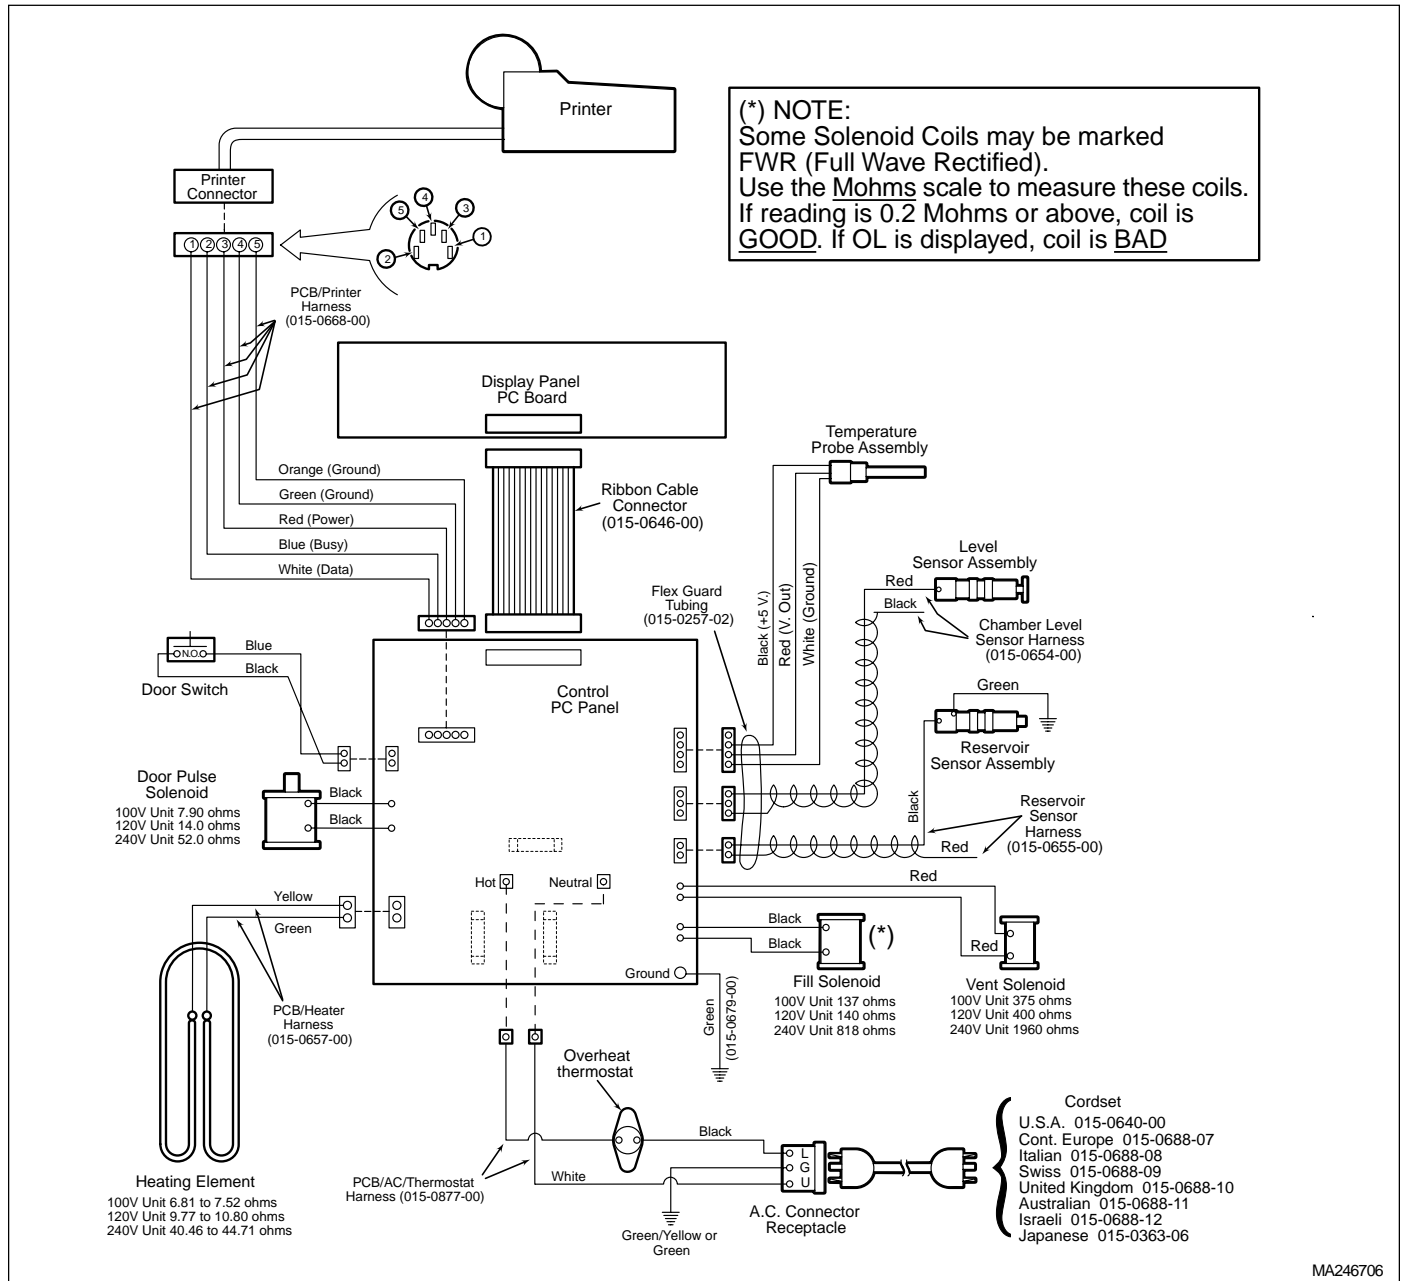 Printer
(*) NOTE:
Some Solenoid Coils may be marked
FWR (Full Wave Rectified).
Use the Mohms scale to measure these coils.
If reading is 0.2 Mohms or above, coil is
GOOD. If OL is displayed, coil is BAD
Printer
Connector
1 2 3 4 5
5
4
3
1
2
PCB/Printer
Harness
(015-0668-00)
Display Panel
PC Board
Temperature
Probe Assembly
Orange (Ground)
Green (Ground)
Red (Power)
Blue (Busy)
White (Data)
Ribbon Cable
Connector
(015-0646-00)
Black (+5 V.)
Red (V. Out)
White (Ground)
Flex Guard
Tubing
(015-0257-02)
Level
Sensor Assembly
Red
Black
Chamber Level
Sensor Harness
(015-0654-00)
Green
Reservoir
Sensor Assembly
Black
Reservoir
Sensor
Harness
(015-0655-00)
Red
N.O.
Blue
Black
Door Switch
Control
PC Panel
Door Pulse
Solenoid
100V Unit 7.90 ohms
120V Unit 14.0 ohms
240V Unit 52.0 ohms
Black
Black
Hot
Neutral
Red
Red
Black
Black
(*)
Fill Solenoid
100V Unit 137 ohms
120V Unit 140 ohms
240V Unit 818 ohms
Vent Solenoid
100V Unit 375 ohms
120V Unit 400 ohms
240V Unit 1960 ohms
Ground
Green
(015-0679-00)
Yellow
Green
PCB/Heater
Harness
(015-0657-00)
Heating Element
100V Unit 6.81 to 7.52 ohms
120V Unit 9.77 to 10.80 ohms
240V Unit 40.46 to 44.71 ohms
Overheat
thermostat
Black
White
PCB/AC/Thermostat
Harness (015-0877-00)
Green/Yellow or
Green
L
G
U
A.C. Connector
Receptacle
Cordset
U.S.A. 015-0640-00
Cont. Europe 015-0688-07
Italian 015-0688-08
Swiss 015-0688-09
United Kingdom 015-0688-10
Australian 015-0688-11
Israeli 015-0688-12
Japanese 015-0363-06
MA246706